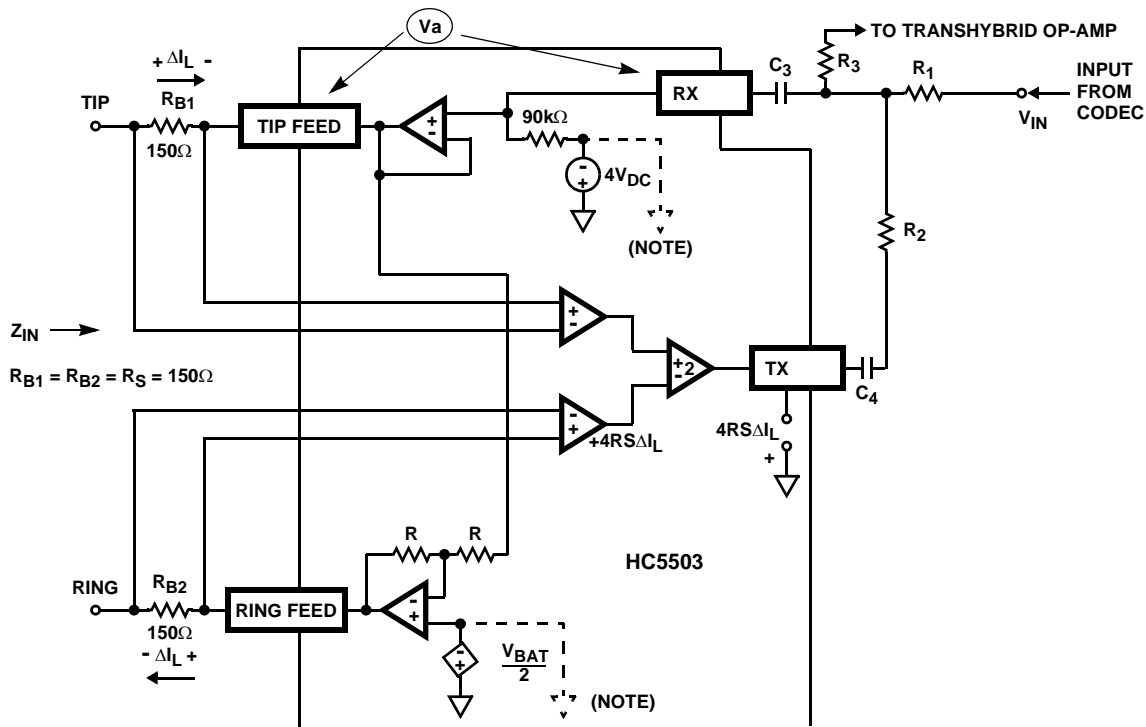 Va
TO TRANSHYBRID OP-AMP
+ ΔIL -
TIP
RB1
150Ω
TIP FEED
+
-
90kΩ
-
+
4VDC
(NOTE)
RX
C3
R3
R1
VIN
INPUT
FROM
CODEC
R2
ZIN
RB1 = RB2 = RS = 150Ω
+
-
+
-
2
TX
C4
-
+
+4RSΔIL
4RSΔIL
+
RING
RB2
150Ω
- ΔIL +
RING FEED
R
R
-
+
-
+
VBAT
2
(NOTE)
HC5503